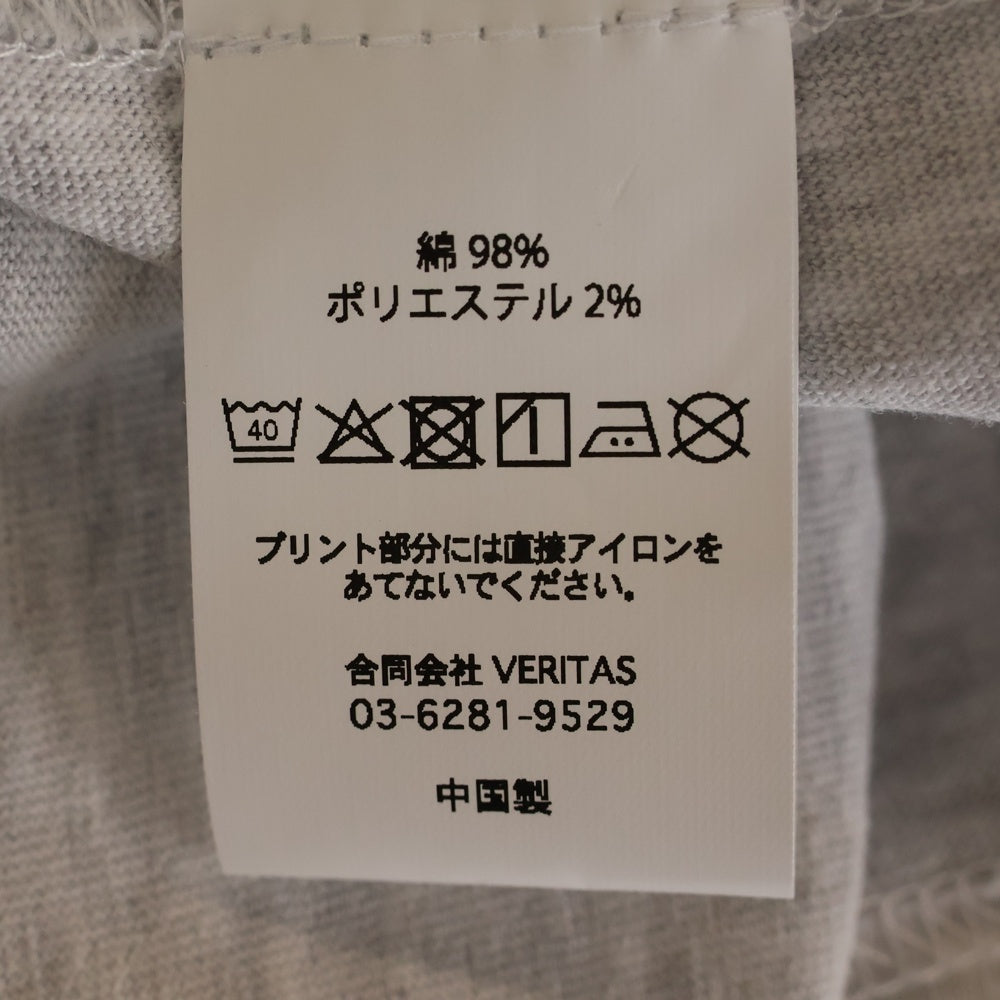 綿 98%
ポリエステル 2%
40
プリント部分には直接アイロンを
あてないでください。
合同会社 VERITAS
03-6281-9529
中国製